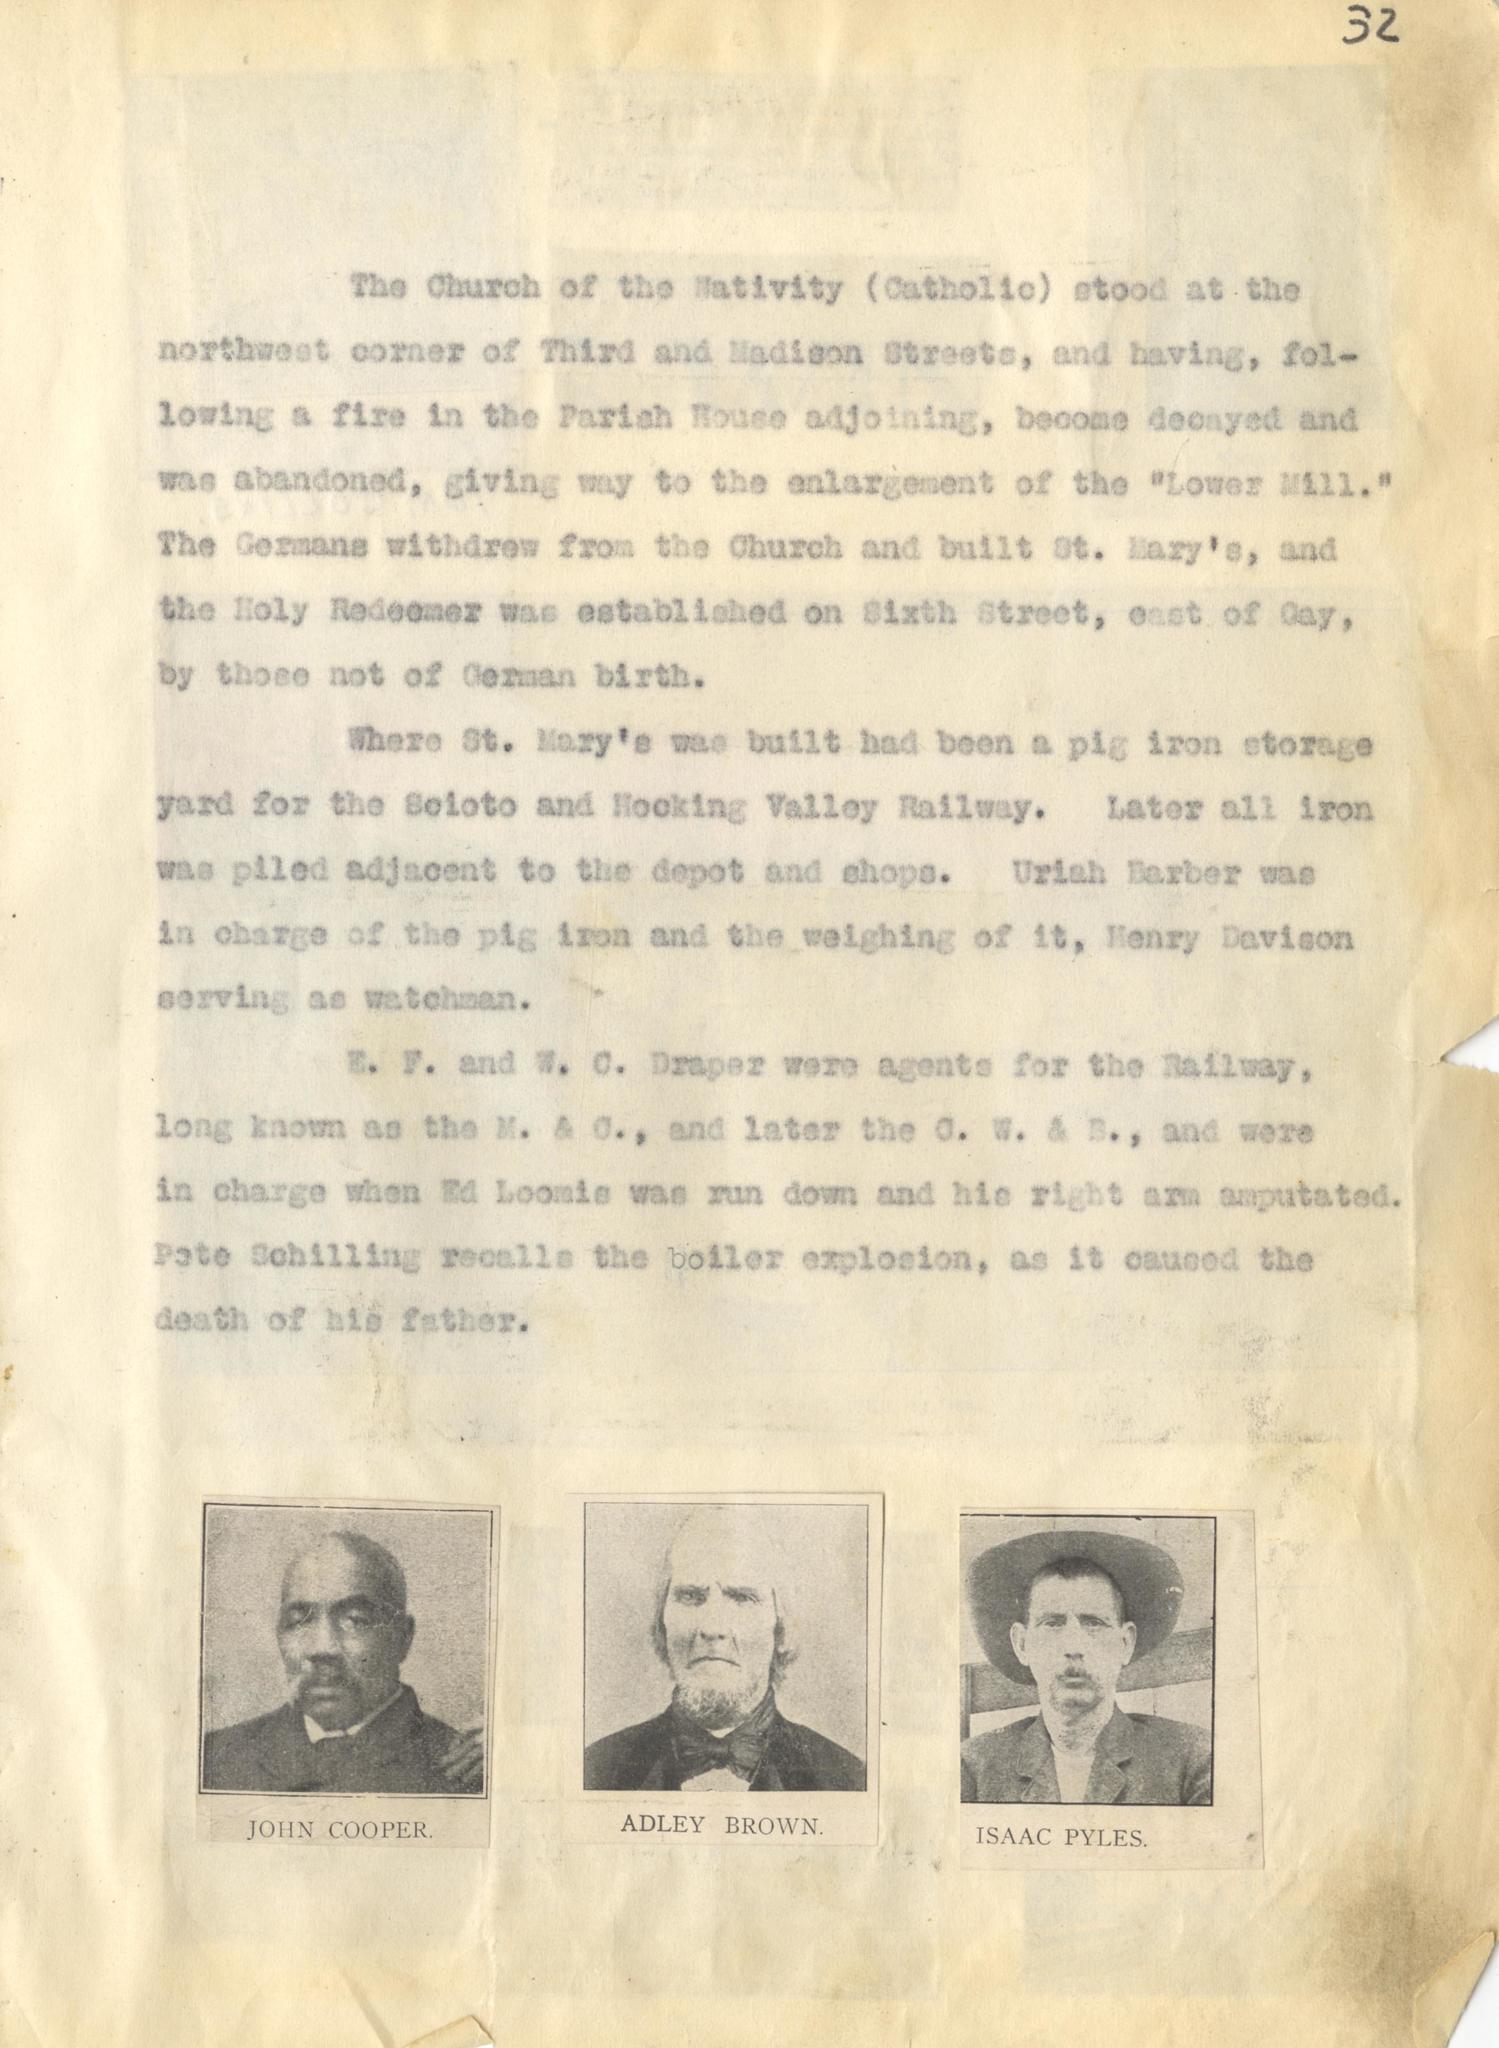 32
The Church of the Nativity (Catholic) stood at the
northwest corner of Third and Madison Streets, and having, fol-
lowing a fire in the Parish House adjoining, become decayed and
was abandoned, giving way to the enlargement of the "Lower Mill."
The Germans withdrew from the Church and built St. Mary's, and
the Holy Redeemer was established on Sixth Street, east of Gay,
by those not of German birth.
Where St. Mary's was built had been a pig iron storage
yard for the Scioto and Hocking Valley Railway. Later all iron
was piled adjacent to the depot and shops. Uriah Barber was
in charge of the pig iron and the weighing of it, Henry Davison
serving as watchman.
E. F. and W. C. Draper were agents for the Railway,
long known as the M. & C., and later the C. W. & B., and were
in charge when Ed Loomis was run down and his right arm amputated.
Pete Schilling recalls the boiler explosion, as it caused the
death of his father.
JOHN COOPER.
ADLEY BROWN.
ISAAC PYLES.